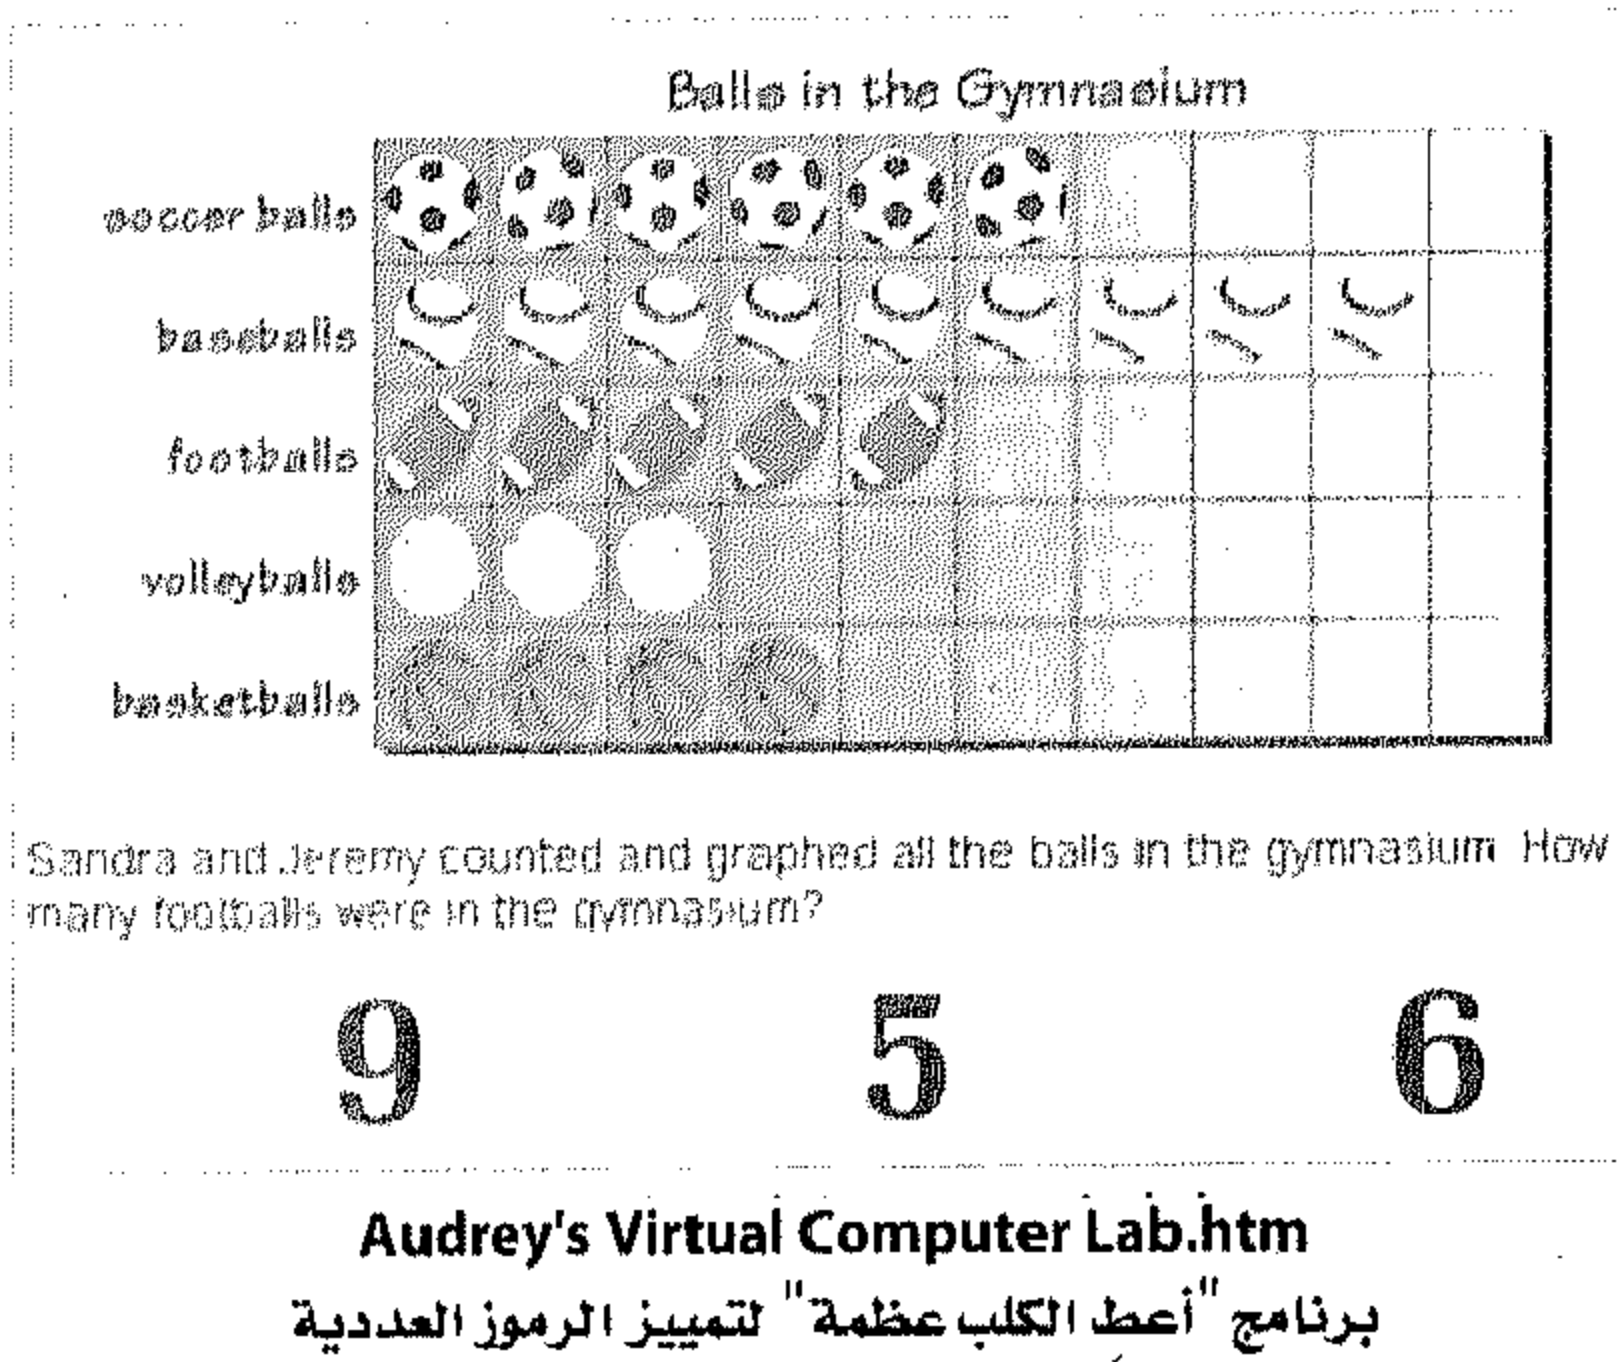 Balls in the Gymnasium
soccer balls
baseballs
footballs
volleyballs
basketballs
Sandra and Jeremy counted and graphed all the balls in the gymnasium How
many footballs were in the gymnasium?
9 5 6
Audrey's Virtual Computer Lab.htm
برنامج "أعطِ الكلب عظمة" لتمييز الرموز العددية